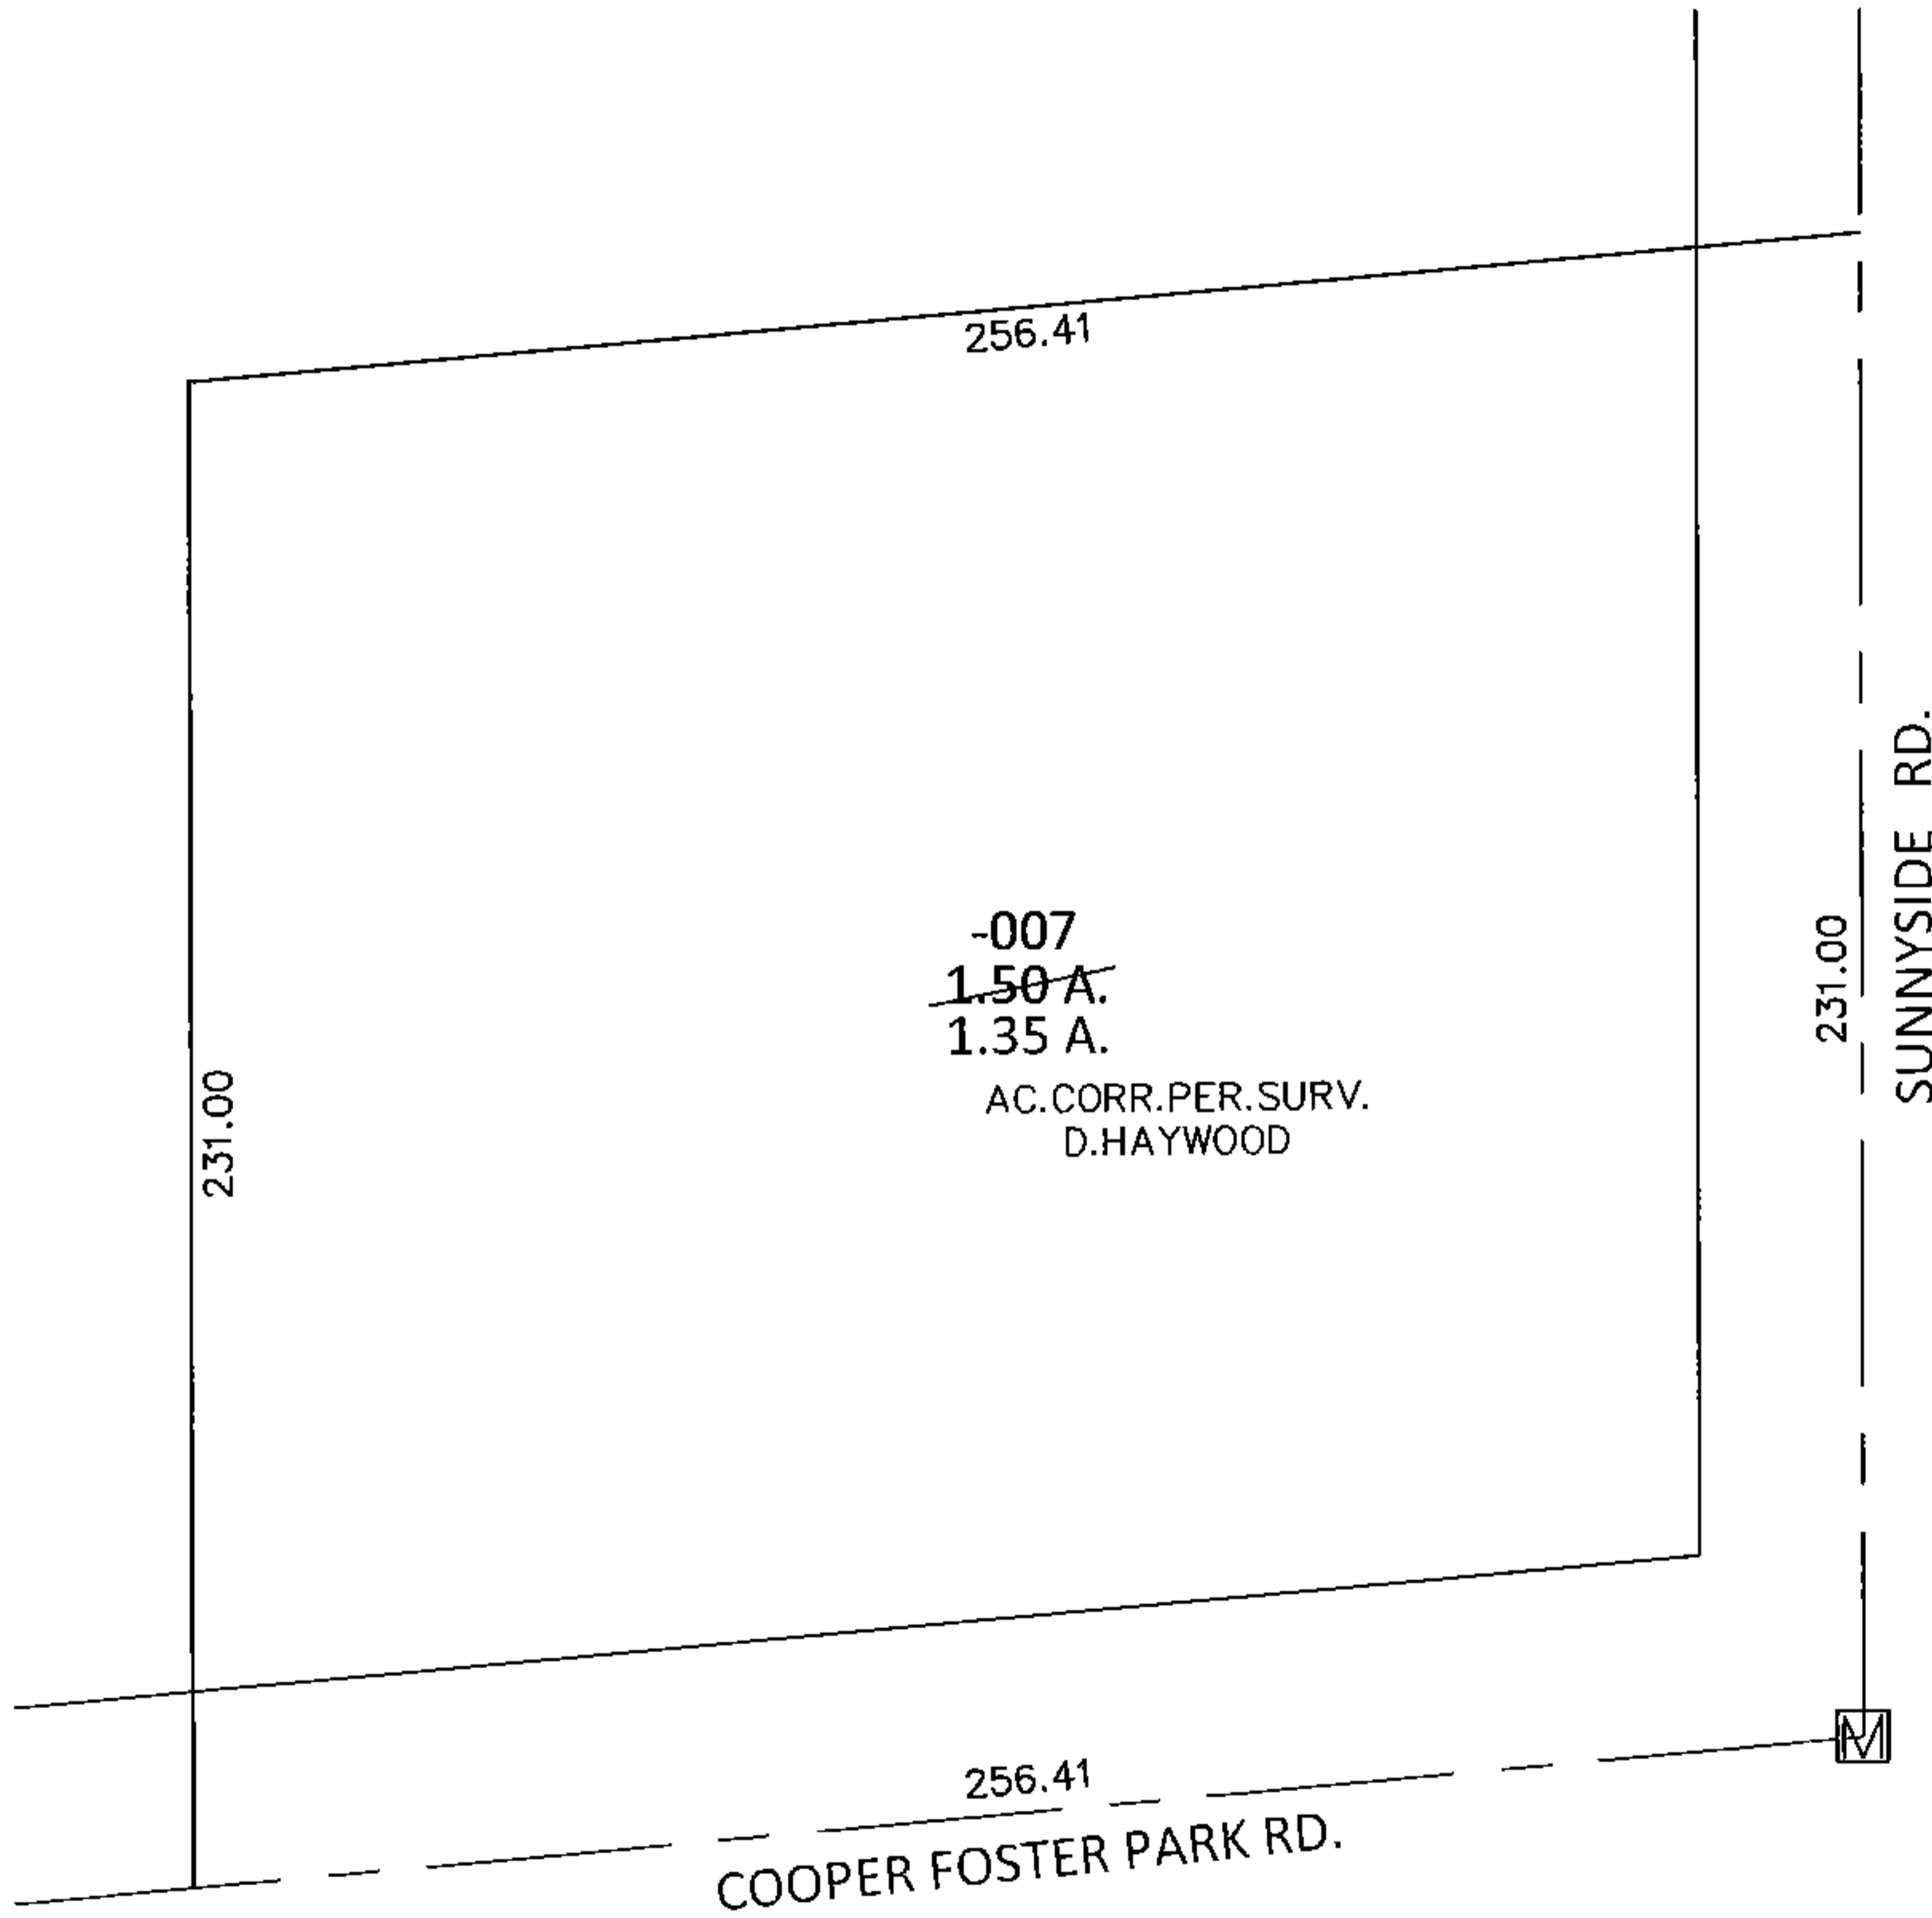 256.41
-007
1.50 A.
1.35 A.
AC.CORR.PER.SURV.
D.HAYWOOD
231.00
231.00
SUNNYSIDE RD.
M
256.41
COOPER FOSTER PARK RD.